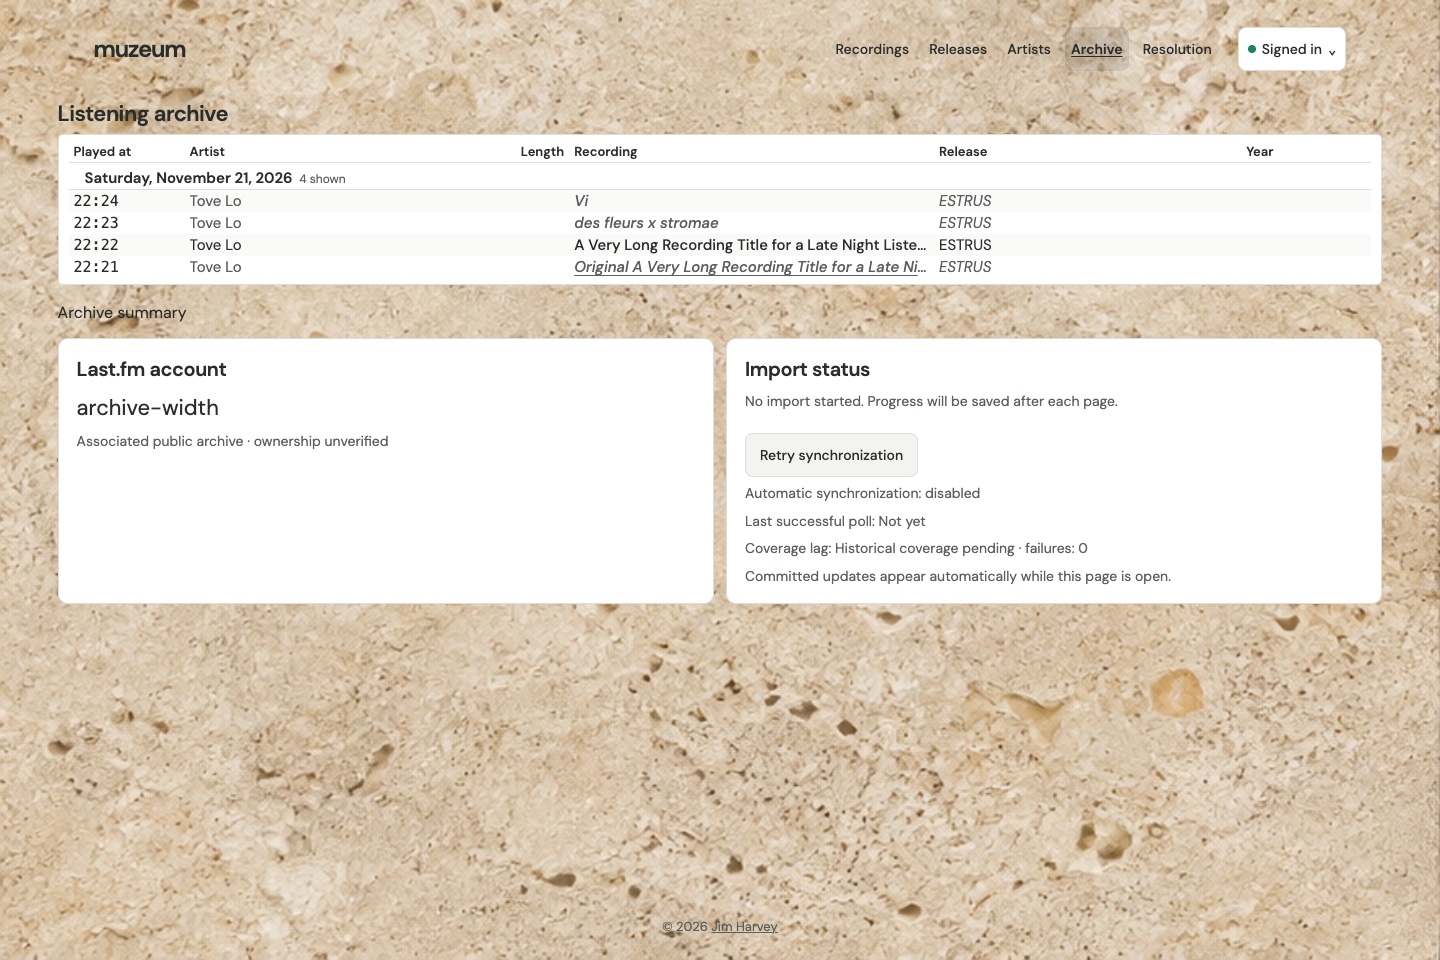 muzeum
Recordings Releases Artists Archive Resolution Signed in
Listening archive
Played at Artist Length Recording Release Year
Saturday, November 21, 2026 4 shown
22:24 Tove Lo Vi ESTRUS
22:23 Tove Lo des fleurs x stromae ESTRUS
22:22 Tove Lo A Very Long Recording Title for a Late Night Liste... ESTRUS
22:21 Tove Lo Original A Very Long Recording Title for a Late Ni... ESTRUS
Archive summary
Last.fm account
archive-width
Associated public archive · ownership unverified
Import status
No import started. Progress will be saved after each page.
Retry synchronization
Automatic synchronization: disabled
Last successful poll: Not yet
Coverage lag: Historical coverage pending · failures: 0
Committed updates appear automatically while this page is open.
© 2026 Jim Harvey